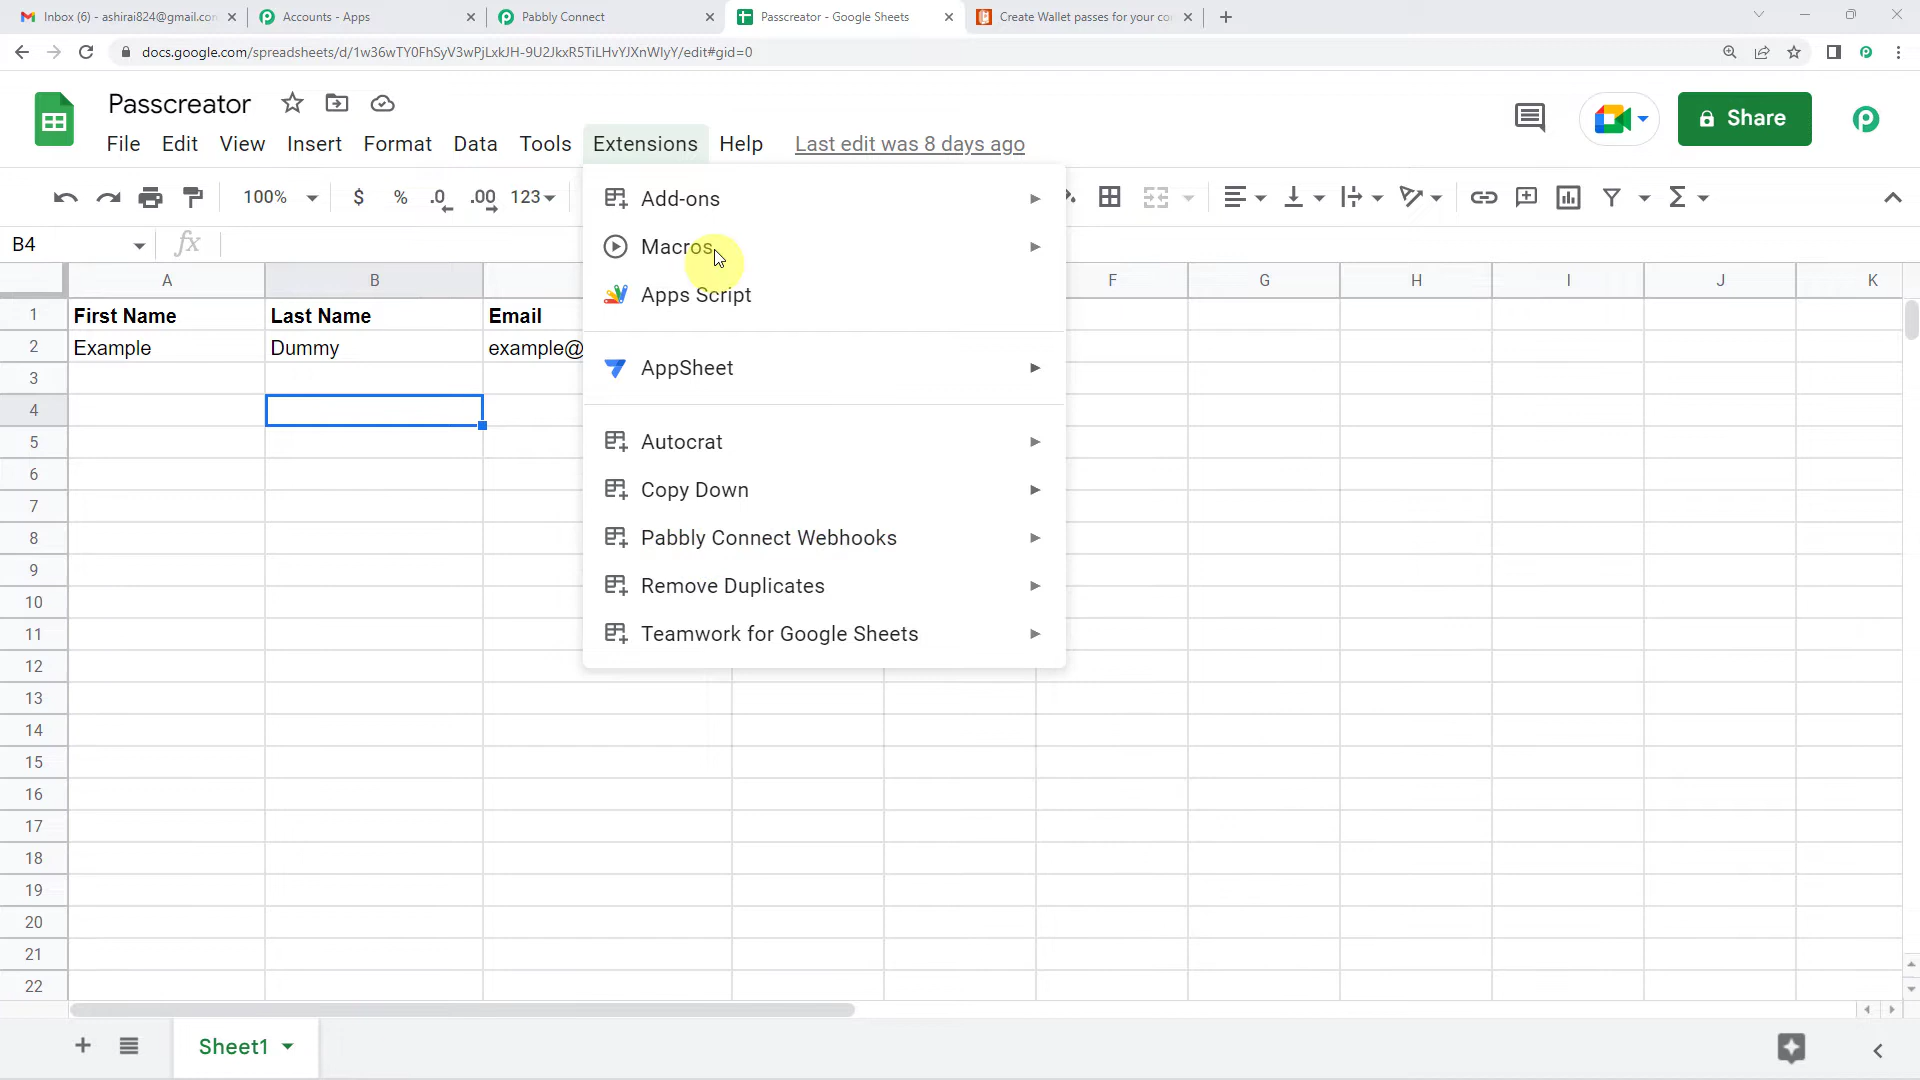 Inbox (6) - ashirai824@gmail.con
Accounts - Apps
Pabbly Connect
Passcreator - Google Sheets
Create Wallet passes for your co
docs.google.com/spreadsheets/d/1w36wTY0FhSyV3wPjLxkJH-9U2JkxR5TiLHvYJXnWIyY/edit#gid=0
Passcreator
Share
File Edit View Insert Format Data Tools Extensions Help Last edit was 8 days ago
100% $ % .0 .00 123
B4 fx
A B F G H I J K
1 First Name Last Name Email
2 Example Dummy example@
3
4
5
6
7
8
9
10
11
12
13
14
15
16
17
18
19
20
21
22
Add-ons
Macros
Apps Script
AppSheet
Autocrat
Copy Down
Pabbly Connect Webhooks
Remove Duplicates
Teamwork for Google Sheets
Sheet1